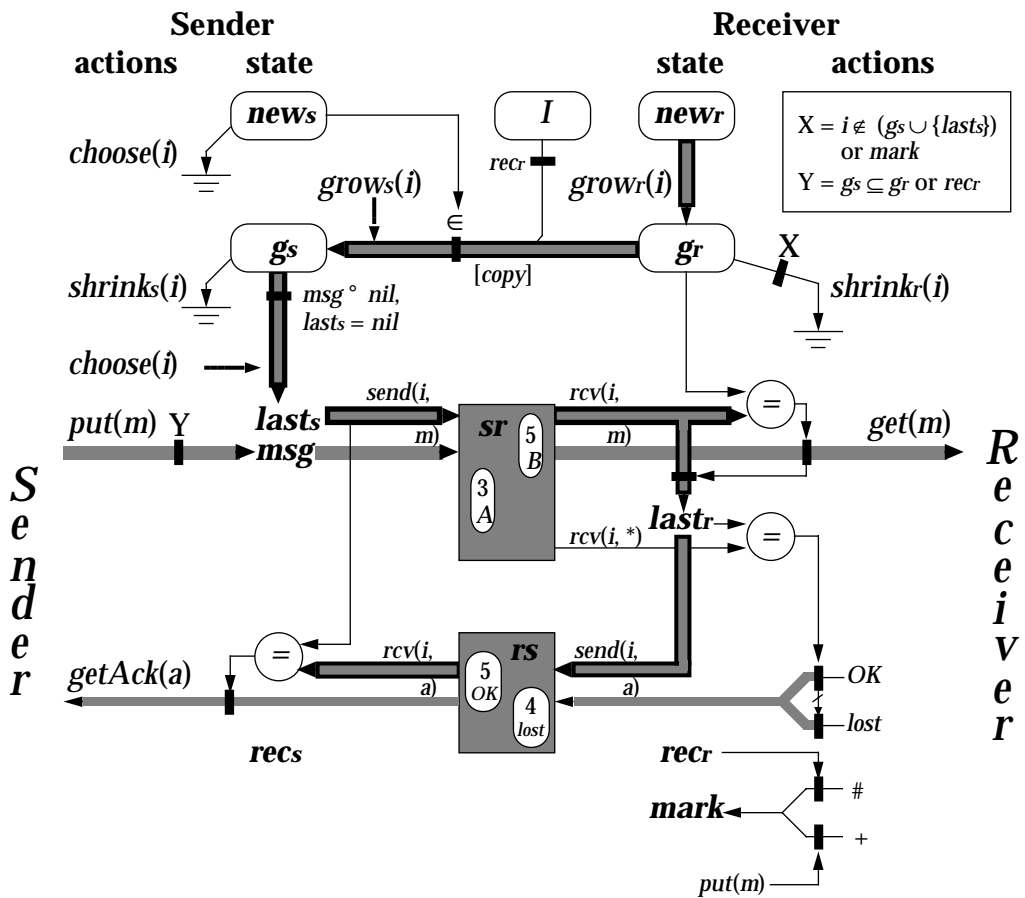 Sender Receiver
actions state state actions
news I newr
X = i ∉ (gs ∪ {lasts})
or mark
Y = gs ⊆ gr or recr
choose(i)
recr
grows(i) growr(i)
∈
gs gr X
[copy]
shrinks(i) msg ° nil, shrinkr(i)
lasts = nil
choose(i)
lasts send(i, sr rcv(i, =
put(m) Y msg m) 5 B m) get(m)
3 A
lastr
rcv(i, *) =
Sender
Receiver
= rcv(i, rs send(i,
getAck(a) a) 5 OK a) OK
4 lost lost
recs recr
#
mark
+
put(m)